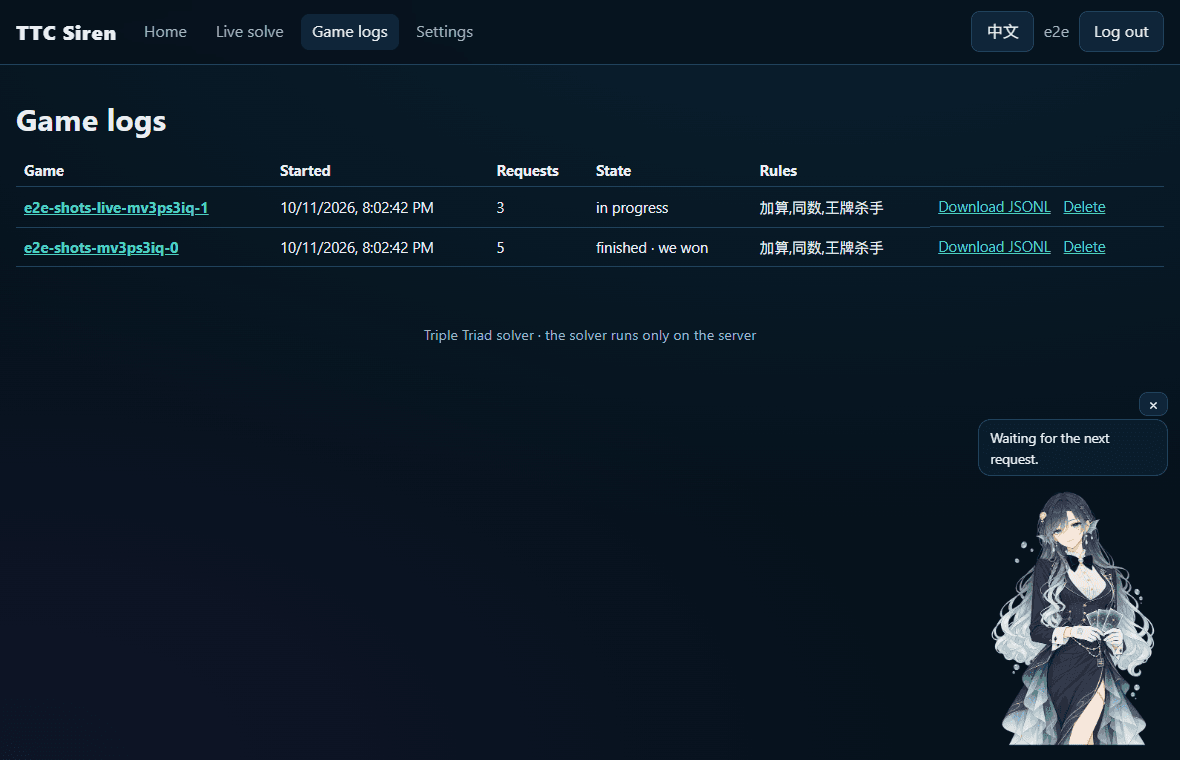 TTC Siren Home Live solve Game logs Settings 中文 e2e Log out
Game logs
Game Started Requests State Rules
e2e-shots-live-mv3ps3iq-1 10/11/2026, 8:02:42 PM 3 in progress 加算,同数,王牌杀手 Download JSONL Delete
e2e-shots-mv3ps3iq-0 10/11/2026, 8:02:42 PM 5 finished · we won 加算,同数,王牌杀手 Download JSONL Delete
Triple Triad solver · the solver runs only on the server
×
Waiting for the next
request.